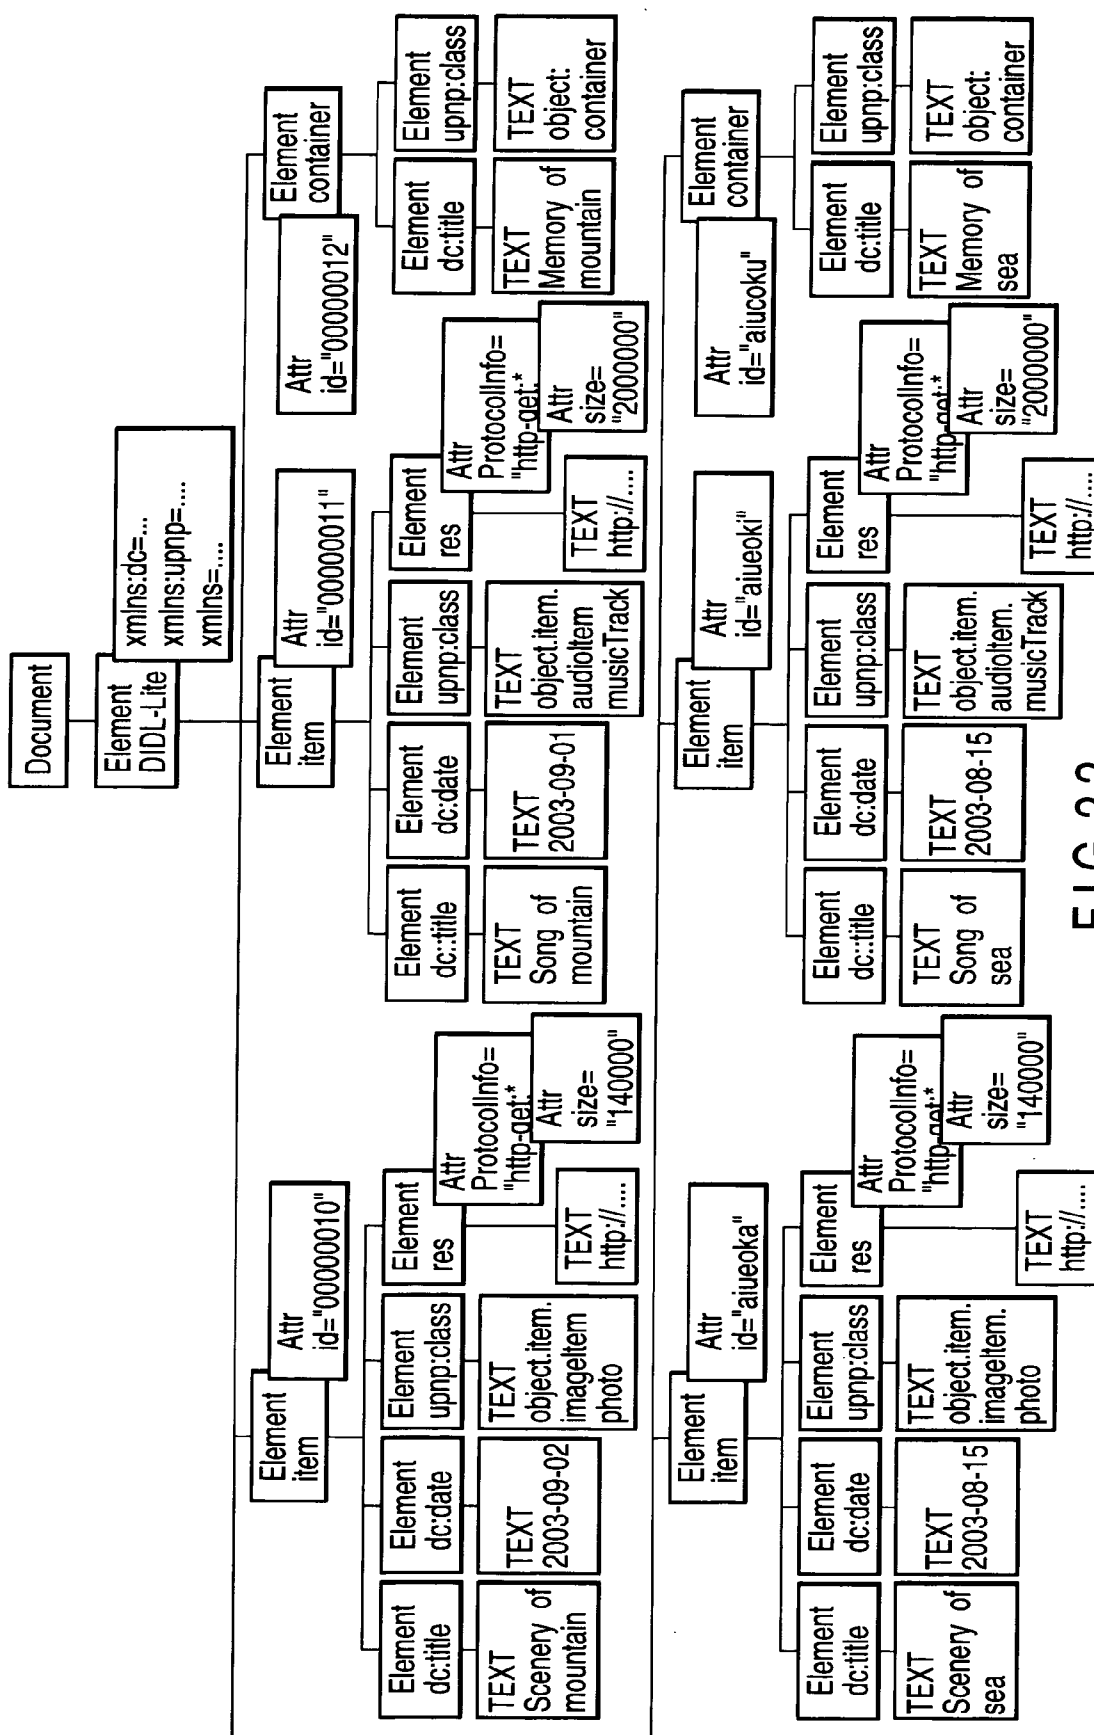 Document
Element
DIDL-Lite
xmlns:dc=...
xmlns:upnp=....
xmlns=....
Element
item
Attr
id="00000010"
Element
dc:title
TEXT
Scenery of
mountain
Element
dc:date
TEXT
2003-09-02
Element
upnp:class
TEXT
object.item.
imageItem
photo
Element
res
TEXT
http://....
Attr
ProtocolInfo=
"http-get:*
Attr
size=
"140000"
Element
item
Attr
id="00000011"
Element
dc::title
TEXT
Song of
mountain
Element
dc:date
TEXT
2003-09-01
Element
upnp:class
TEXT
object.item.
audioItem
musicTrack
Element
res
TEXT
http://....
Attr
ProtocolInfo=
"http-get:*
Attr
size=
"2000000"
Attr
id="00000012"
Element
container
Element
dc:title
TEXT
Memory of
mountain
Element
upnp:class
TEXT
object:
container
Element
item
Attr
id="aiueoka"
Element
dc:title
TEXT
Scenery of
sea
Element
dc:date
TEXT
2003-08-15
Element
upnp:class
TEXT
object.item.
imageItem.
photo
Element
res
TEXT
http://....
Attr
ProtocolInfo=
"http-get:*
Attr
size=
"140000"
Element
item
Attr
id="aiueoki"
Element
dc::title
TEXT
Song of
sea
Element
dc:date
TEXT
2003-08-15
Element
upnp:class
TEXT
object.item.
audioItem.
musicTrack
Element
res
TEXT
http://....
Attr
ProtocolInfo=
"http-get:*
Attr
size=
"2000000"
Attr
id="aiucoku"
Element
container
Element
dc:title
TEXT
Memory of
sea
Element
upnp:class
TEXT
object:
container